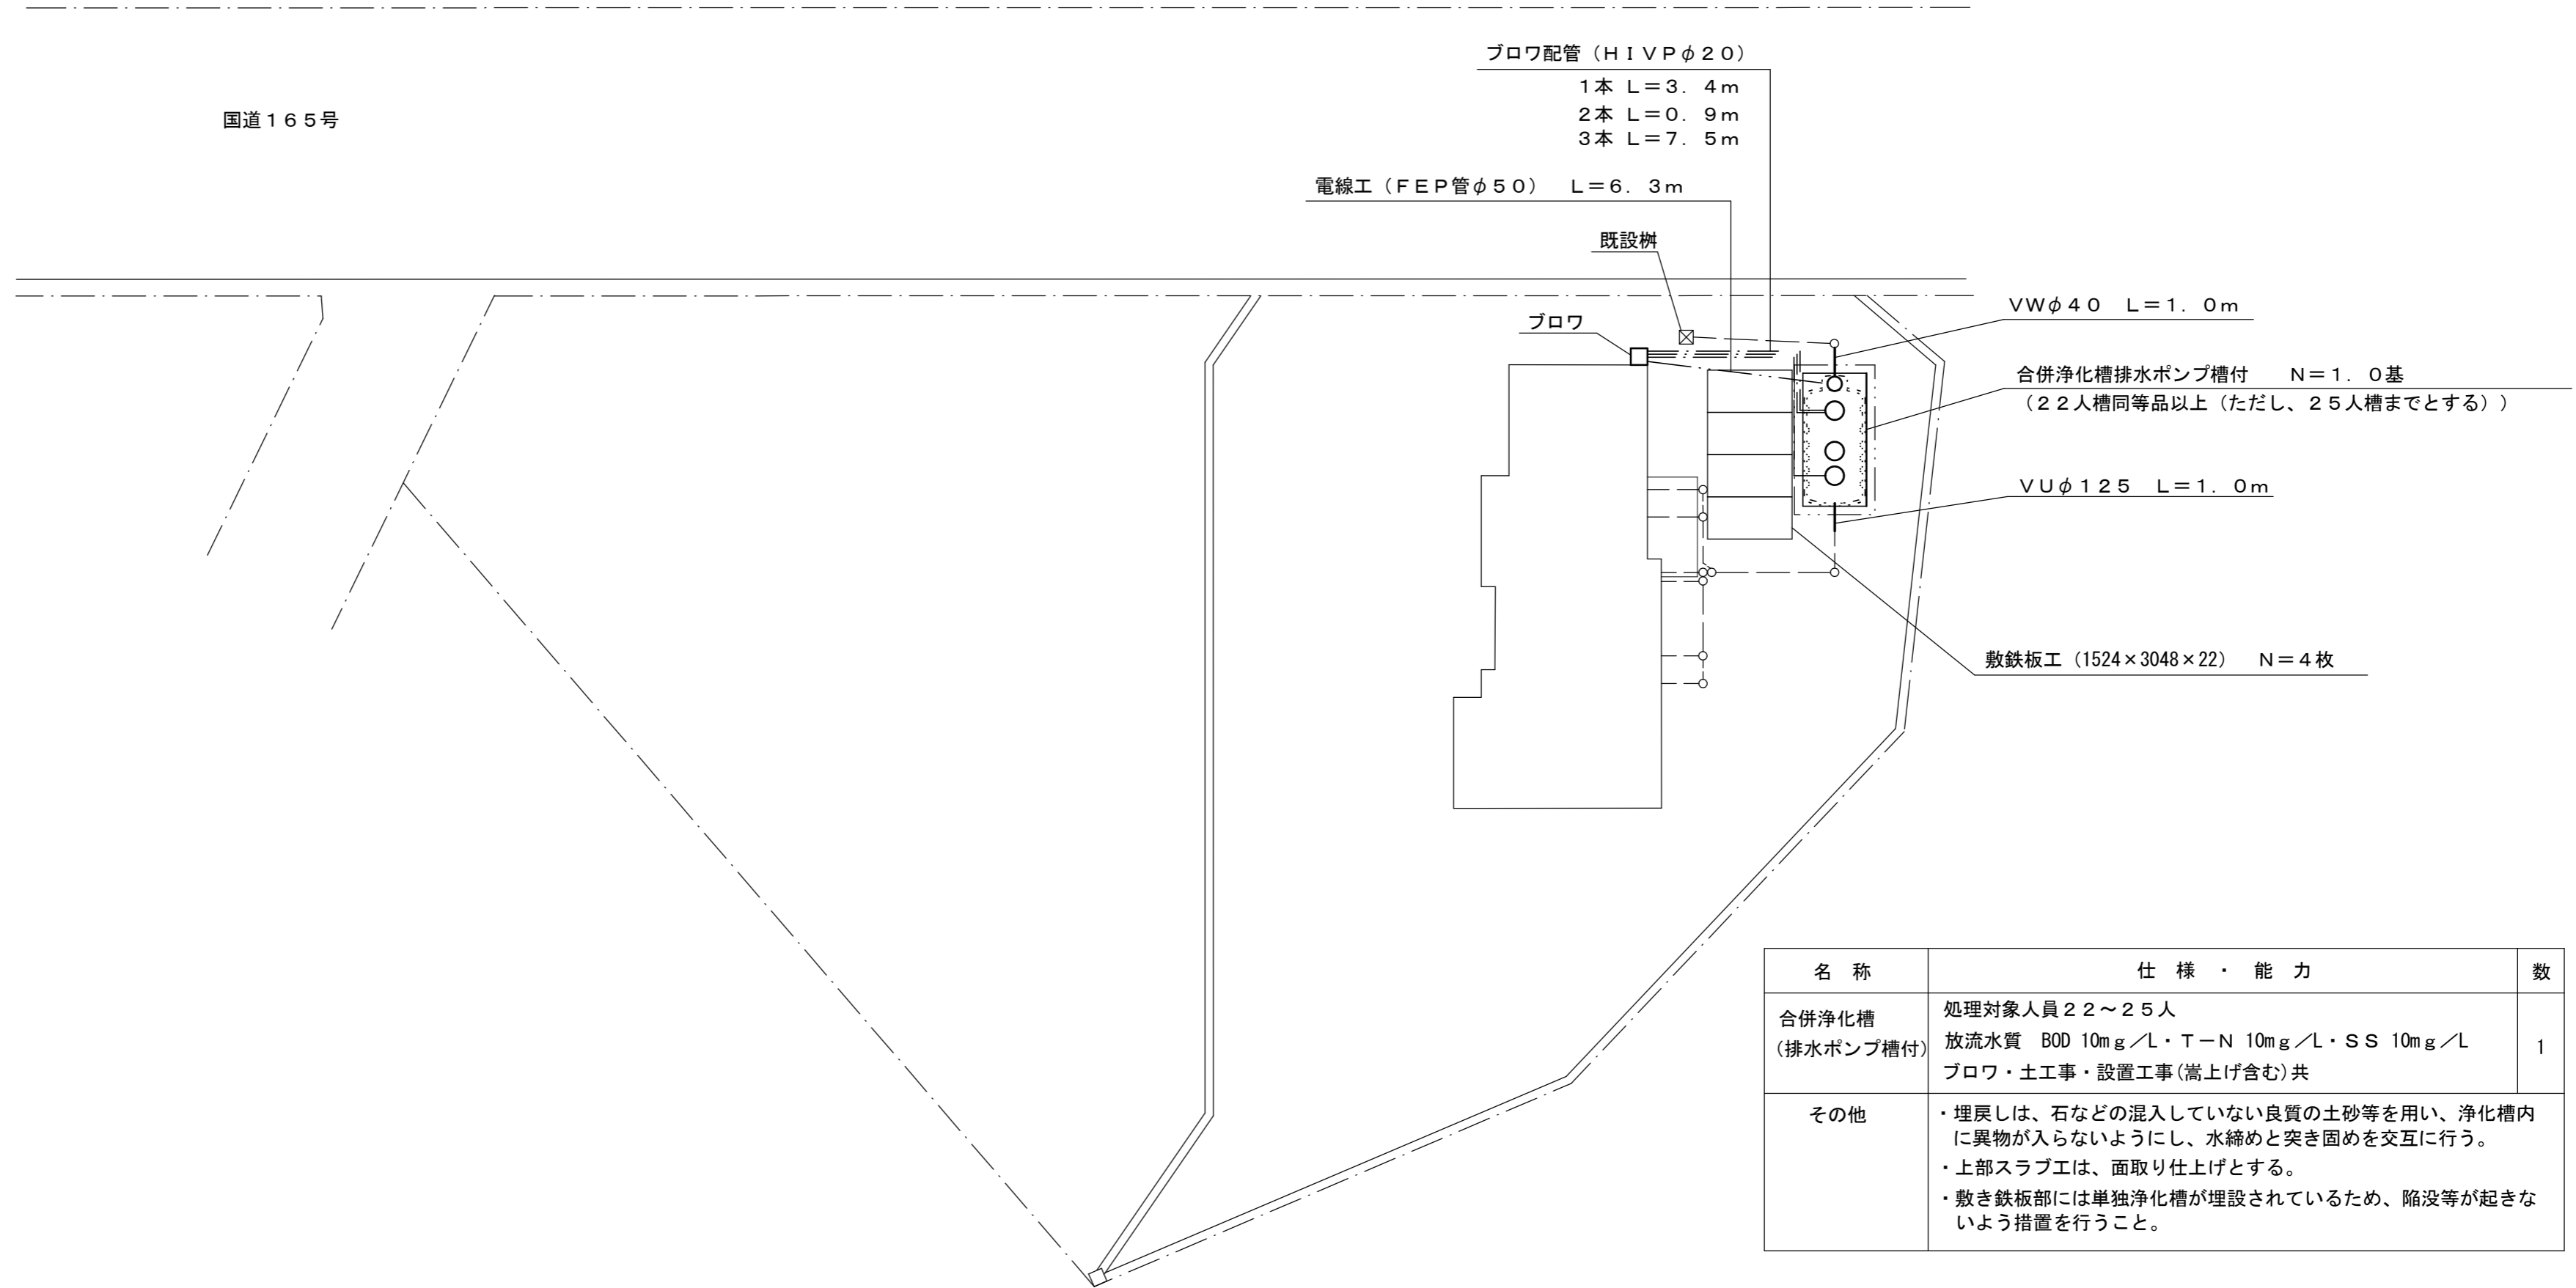 国道１６５号
ブロワ配管（ＨＩＶＰφ２０）
１本 Ｌ＝３．４ｍ
２本 Ｌ＝０．９ｍ
３本 Ｌ＝７．５ｍ
電線工（ＦＥＰ管φ５０）　Ｌ＝６．３ｍ
既設桝
ブロワ
ＶＷφ４０　Ｌ＝１．０ｍ
合併浄化槽排水ポンプ槽付　　Ｎ＝１．０基
（２２人槽同等品以上（ただし、２５人槽までとする））
ＶＵφ１２５　Ｌ＝１．０ｍ
敷鉄板工（1524×3048×22）　Ｎ＝４枚
名　称
仕　様　・　能　力
数
合併浄化槽
（排水ポンプ槽付）
処理対象人員２２～２５人
放流水質　BOD 10mｇ／L・Ｔ－Ｎ 10mｇ／L・ＳＳ 10mｇ／L
ブロワ・土工事・設置工事(嵩上げ含む)共
1
その他
・埋戻しは、石などの混入していない良質の土砂等を用い、浄化槽内
に異物が入らないようにし、水締めと突き固めを交互に行う。
・上部スラブ工は、面取り仕上げとする。
・敷き鉄板部には単独浄化槽が埋設されているため、陥没等が起きな
いよう措置を行うこと。